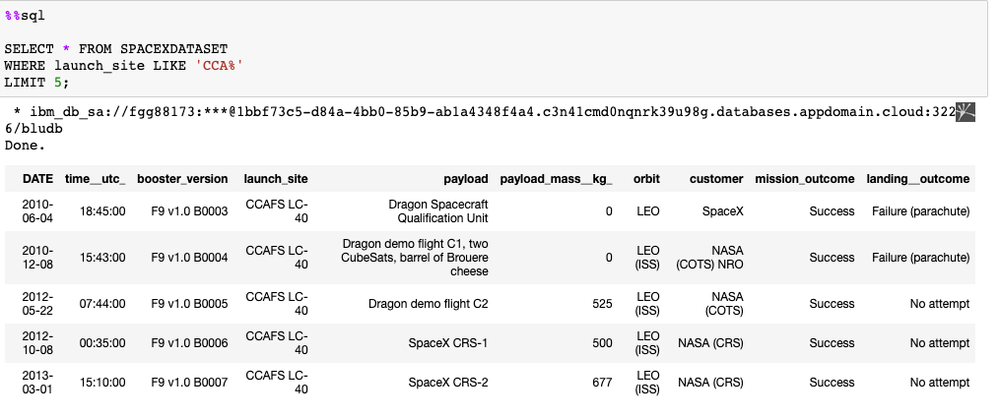 %%sql
SELECT * FROM SPACEXDATASET
WHERE launch_site LIKE 'CCA%'
LIMIT 5;
* ibm_db_sa://fgg88173:***@1bbf73c5-d84a-4bb0-85b9-ab1a4348f4a4.c3n41cmd0nqnrk39u98g.databases.appdomain.cloud:322
6/bludb
Done.
DATE time__utc_ booster_version launch_site payload payload_mass__kg_ orbit customer mission_outcome landing__outcome
2010-06-04 18:45:00 F9 v1.0 B0003 CCAFS LC-40 Dragon Spacecraft Qualification Unit 0 LEO SpaceX Success Failure (parachute)
2010-12-08 15:43:00 F9 v1.0 B0004 CCAFS LC-40 Dragon demo flight C1, two CubeSats, barrel of Brouere cheese 0 LEO (ISS) NASA (COTS) NRO Success Failure (parachute)
2012-05-22 07:44:00 F9 v1.0 B0005 CCAFS LC-40 Dragon demo flight C2 525 LEO (ISS) NASA (COTS) Success No attempt
2012-10-08 00:35:00 F9 v1.0 B0006 CCAFS LC-40 SpaceX CRS-1 500 LEO (ISS) NASA (CRS) Success No attempt
2013-03-01 15:10:00 F9 v1.0 B0007 CCAFS LC-40 SpaceX CRS-2 677 LEO (ISS) NASA (CRS) Success No attempt